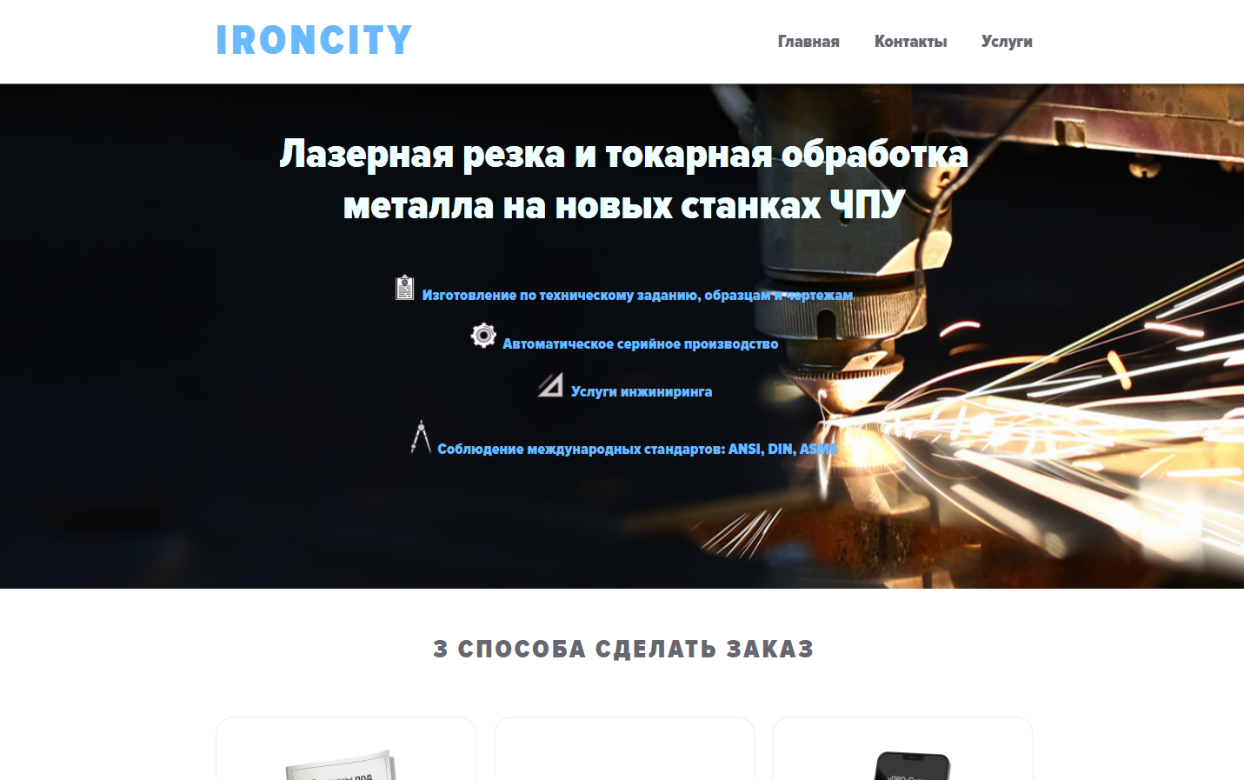 IRONCITY
Главная Контакты Услуги
Лазерная резка и токарная обработка
металла на новых станках ЧПУ
Изготовление по техническому заданию, образцам и чертежам
Автоматическое серийное производство
Услуги инжиниринга
Соблюдение международных стандартов: ANSI, DIN, ASME
3 СПОСОБА СДЕЛАТЬ ЗАКАЗ